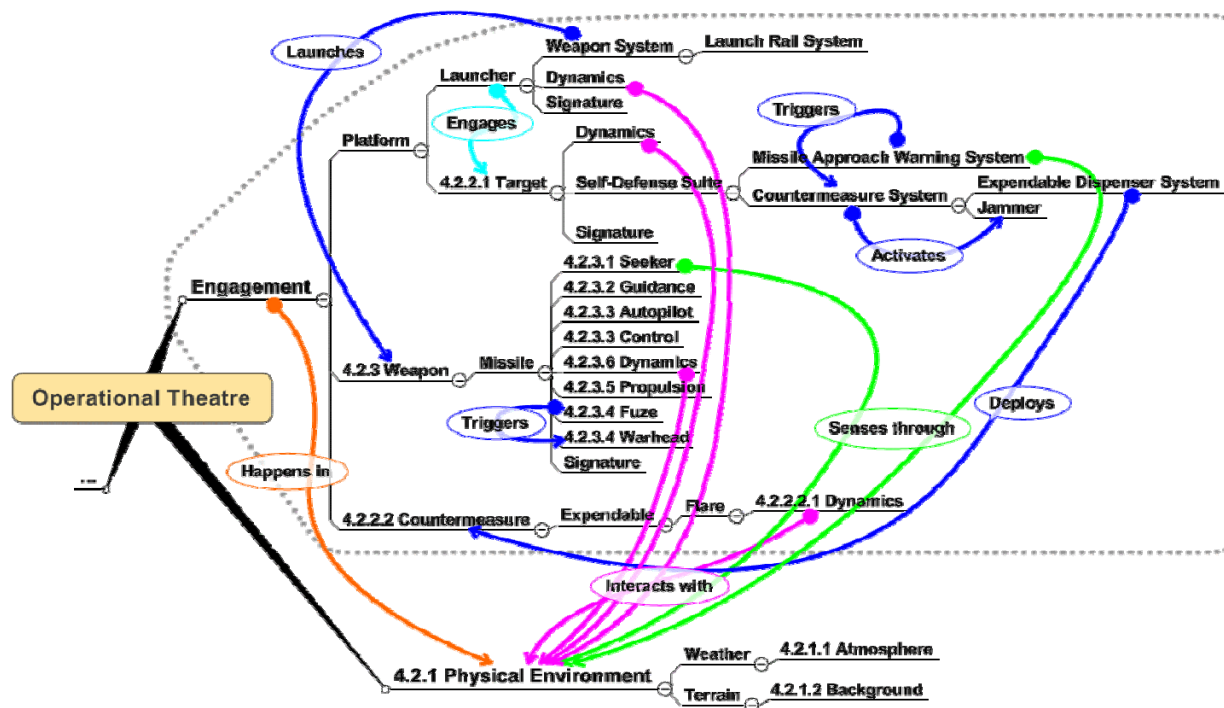 Launches
Weapon System
Launch Rail System
Launcher
Dynamics
Signature
Engages
Triggers
Platform
Dynamics
Missile Approach Warning System
4.2.2.1 Target
Self-Defense Suite
Countermeasure System
Expendable Dispenser System
Jammer
Signature
Activates
4.2.3.1 Seeker
4.2.3.2 Guidance
Engagement
4.2.3.3 Autopilot
4.2.3.3 Control
4.2.3 Weapon
Missile
4.2.3.6 Dynamics
4.2.3.5 Propulsion
Operational Theatre
Deploys
4.2.3.4 Fuze
Triggers
Senses through
4.2.3.4 Warhead
Signature
Happens in
...
4.2.2.2 Countermeasure
Expendable
Flare
4.2.2.2.1 Dynamics
Interacts with
4.2.1 Physical Environment
Weather
4.2.1.1 Atmosphere
Terrain
4.2.1.2 Background